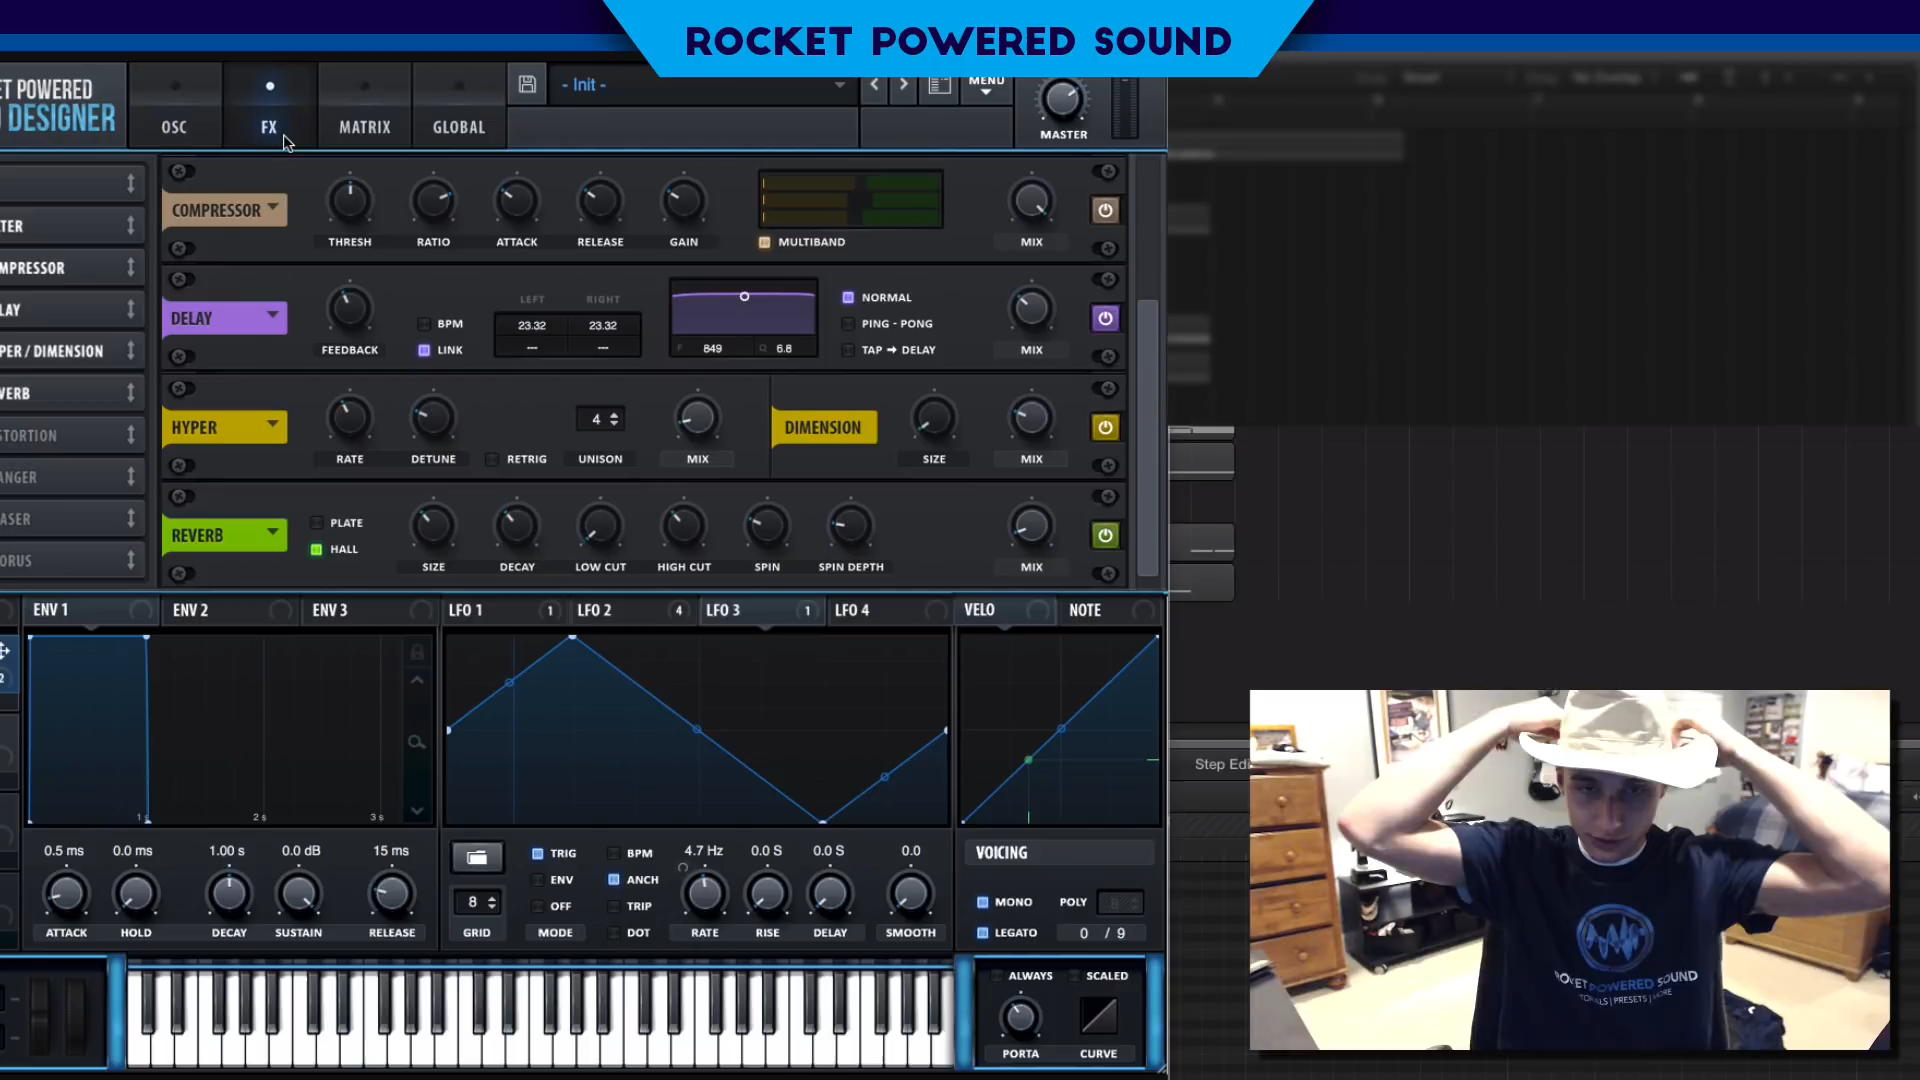 ROCKET POWERED SOUND
ET POWERED
DESIGNER
OSC
FX
MATRIX
GLOBAL
- Init -
MENU
MASTER
TER
MPRESSOR
LAY
PER / DIMENSION
VERB
STORTION
ANGER
ASER
ORUS
COMPRESSOR
THRESH
RATIO
ATTACK
RELEASE
GAIN
MULTIBAND
MIX
DELAY
FEEDBACK
BPM
LINK
LEFT
RIGHT
23.32
23.32
---
---
F 849
Q 6.8
NORMAL
PING - PONG
TAP ➔ DELAY
MIX
HYPER
RATE
DETUNE
RETRIG
4
UNISON
MIX
DIMENSION
SIZE
MIX
REVERB
PLATE
HALL
SIZE
DECAY
LOW CUT
HIGH CUT
SPIN
SPIN DEPTH
MIX
ENV 1
ENV 2
ENV 3
LFO 1
1
LFO 2
4
LFO 3
1
LFO 4
VELO
NOTE
2
1
2 s
3 s
0.5 ms
0.0 ms
1.00 s
0.0 dB
15 ms
ATTACK
HOLD
DECAY
SUSTAIN
RELEASE
8
GRID
TRIG
ENV
OFF
MODE
BPM
ANCH
TRIP
DOT
4.7 Hz
0.0 S
0.0 S
0.0
RATE
RISE
DELAY
SMOOTH
VOICING
MONO
POLY
LEGATO
0 / 9
ALWAYS
SCALED
PORTA
CURVE
Step Edi
ROCKET POWERED SOUND